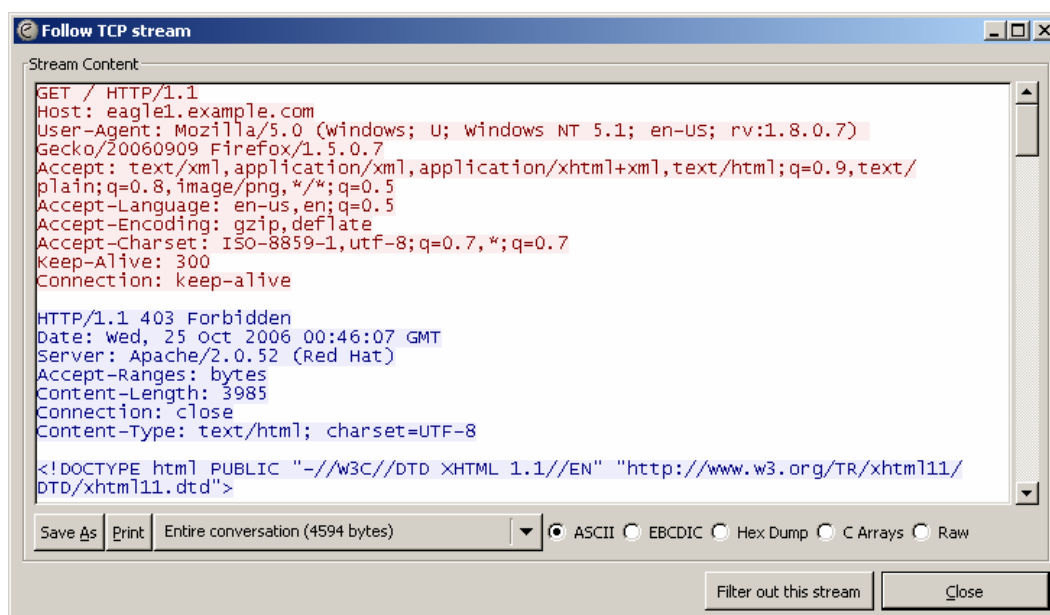 Follow TCP stream
Stream Content
GET / HTTP/1.1
Host: eagle1.example.com
User-Agent: Mozilla/5.0 (Windows; U; Windows NT 5.1; en-US; rv:1.8.0.7)
Gecko/20060909 Firefox/1.5.0.7
Accept: text/xml,application/xml,application/xhtml+xml,text/html;q=0.9,text/
plain;q=0.8,image/png,*/*;q=0.5
Accept-Language: en-us,en;q=0.5
Accept-Encoding: gzip,deflate
Accept-Charset: ISO-8859-1,utf-8;q=0.7,*;q=0.7
Keep-Alive: 300
Connection: keep-alive
HTTP/1.1 403 Forbidden
Date: Wed, 25 Oct 2006 00:46:07 GMT
Server: Apache/2.0.52 (Red Hat)
Accept-Ranges: bytes
Content-Length: 3985
Connection: close
Content-Type: text/html; charset=UTF-8
<!DOCTYPE html PUBLIC "-//W3C//DTD XHTML 1.1//EN" "http://www.w3.org/TR/xhtml11/
DTD/xhtml11.dtd">
Save As Print Entire conversation (4594 bytes) ASCII EBCDIC Hex Dump C Arrays Raw
Filter out this stream Close